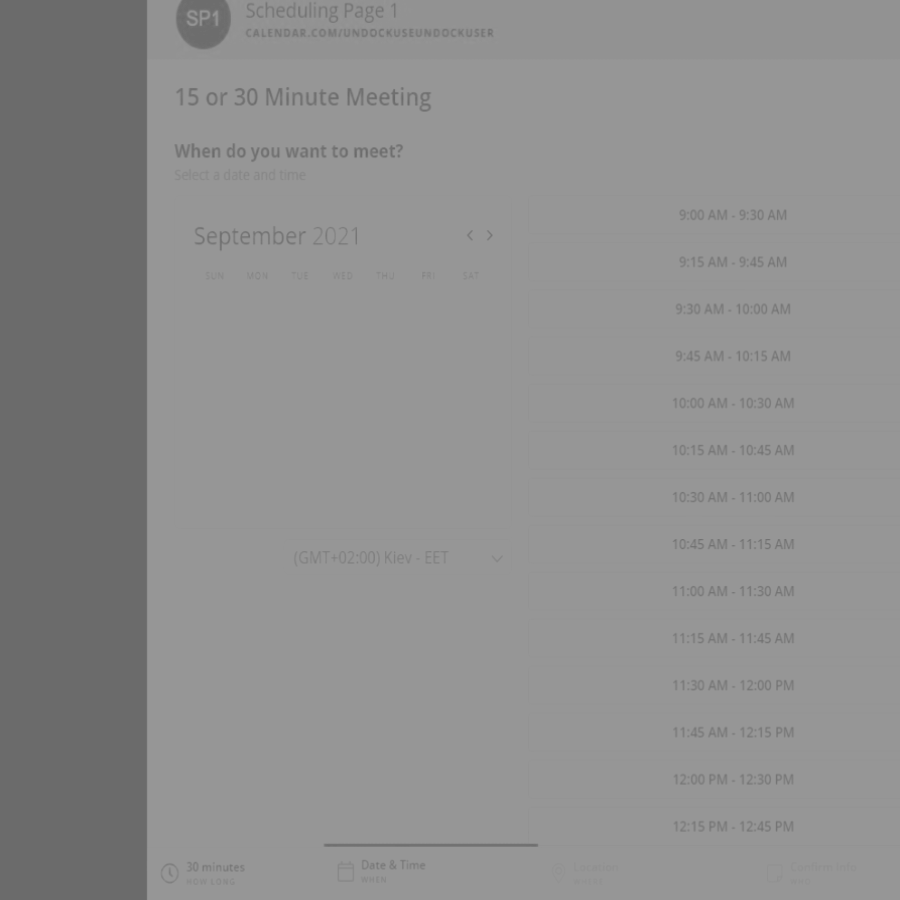 SP1
Scheduling Page 1
CALENDAR.COM/UNDOCKUSEUNDOCKUSER
15 or 30 Minute Meeting
When do you want to meet?
Select a date and time
September 2021
SUN MON TUE WED THU FRI SAT
(GMT+02:00) Kiev - EET
9:00 AM - 9:30 AM
9:15 AM - 9:45 AM
9:30 AM - 10:00 AM
9:45 AM - 10:15 AM
10:00 AM - 10:30 AM
10:15 AM - 10:45 AM
10:30 AM - 11:00 AM
10:45 AM - 11:15 AM
11:00 AM - 11:30 AM
11:15 AM - 11:45 AM
11:30 AM - 12:00 PM
11:45 AM - 12:15 PM
12:00 PM - 12:30 PM
12:15 PM - 12:45 PM
30 minutes
HOW LONG
Date & Time
WHEN
Location
Confirm